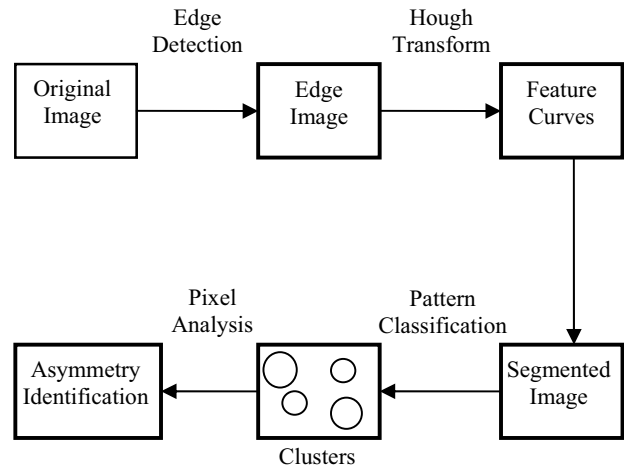 Edge
Detection
Hough
Transform
Original
Image
Edge
Image
Feature
Curves
Pixel
Analysis
Pattern
Classification
Asymmetry
Identification
Segmented
Image
Clusters